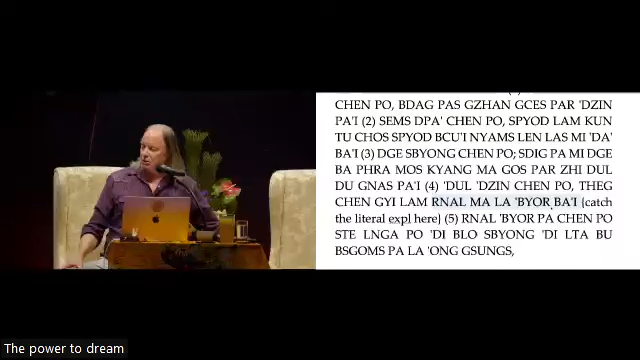 CHEN PO, BDAG PAS GZHAN GCES PAR 'DZIN
PA'I (2) SEMS DPA' CHEN PO, SPYOD LAM KUN
TU CHOS SPYOD BCU'I NYAMS LEN LAS MI 'DA'
BA'I (3) DGE SBYONG CHEN PO; SDIG PA MI DGE
BA PHRA MOS KYANG MA GOS PAR ZHI DUL
DU GNAS PA'I (4) 'DUL 'DZIN CHEN PO, THEG
CHEN GYI LAM RNAL MA LA 'BYOR BA'I {catch
the literal exp] here} (5) RNAL 'BYOR PA CHEN PO
STE LNGA PO 'DI BLO SBYONG 'DI LTA BU
BSGOMS PA LA 'ONG GSUNGS,
The power to dream